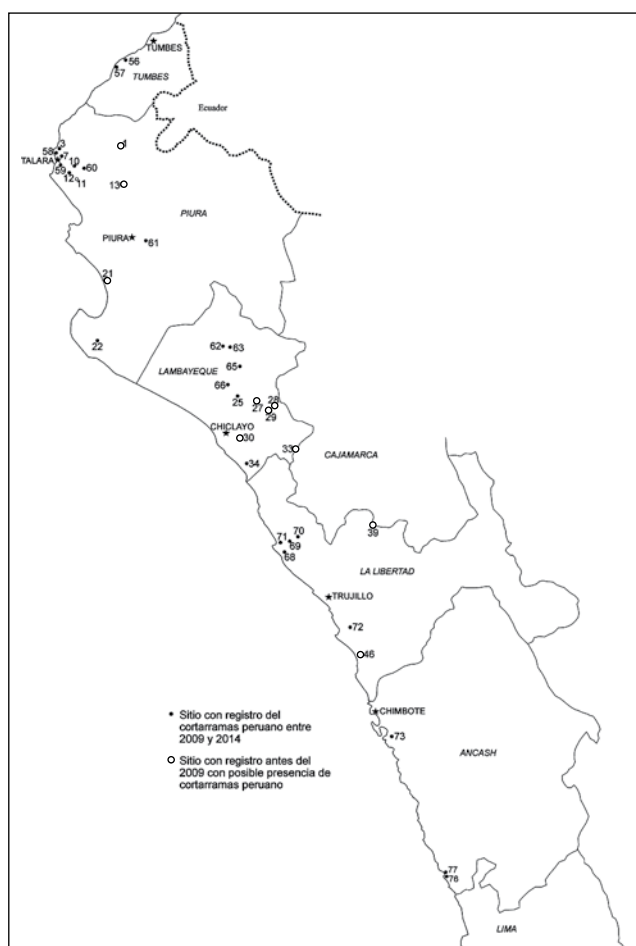 TUMBES
56
57
TUMBES
Ecuador
3
58
7
1
TALARA
10
60
59
12
11
13
PIURA
PIURA
61
21
22
62
63
LAMBAYEQUE
65
66
25
27
28
29
CHICLAYO
30
33
CAJAMARCA
34
39
70
71
69
68
LA LIBERTAD
TRUJILLO
72
46
CHIMBOTE
73
ANCASH
Sitio con registro del
cortarramas peruano entre
2009 y 2014
Sitio con registro antes del
2009 con posible presencia de
cortarramas peruano
77
76
LIMA